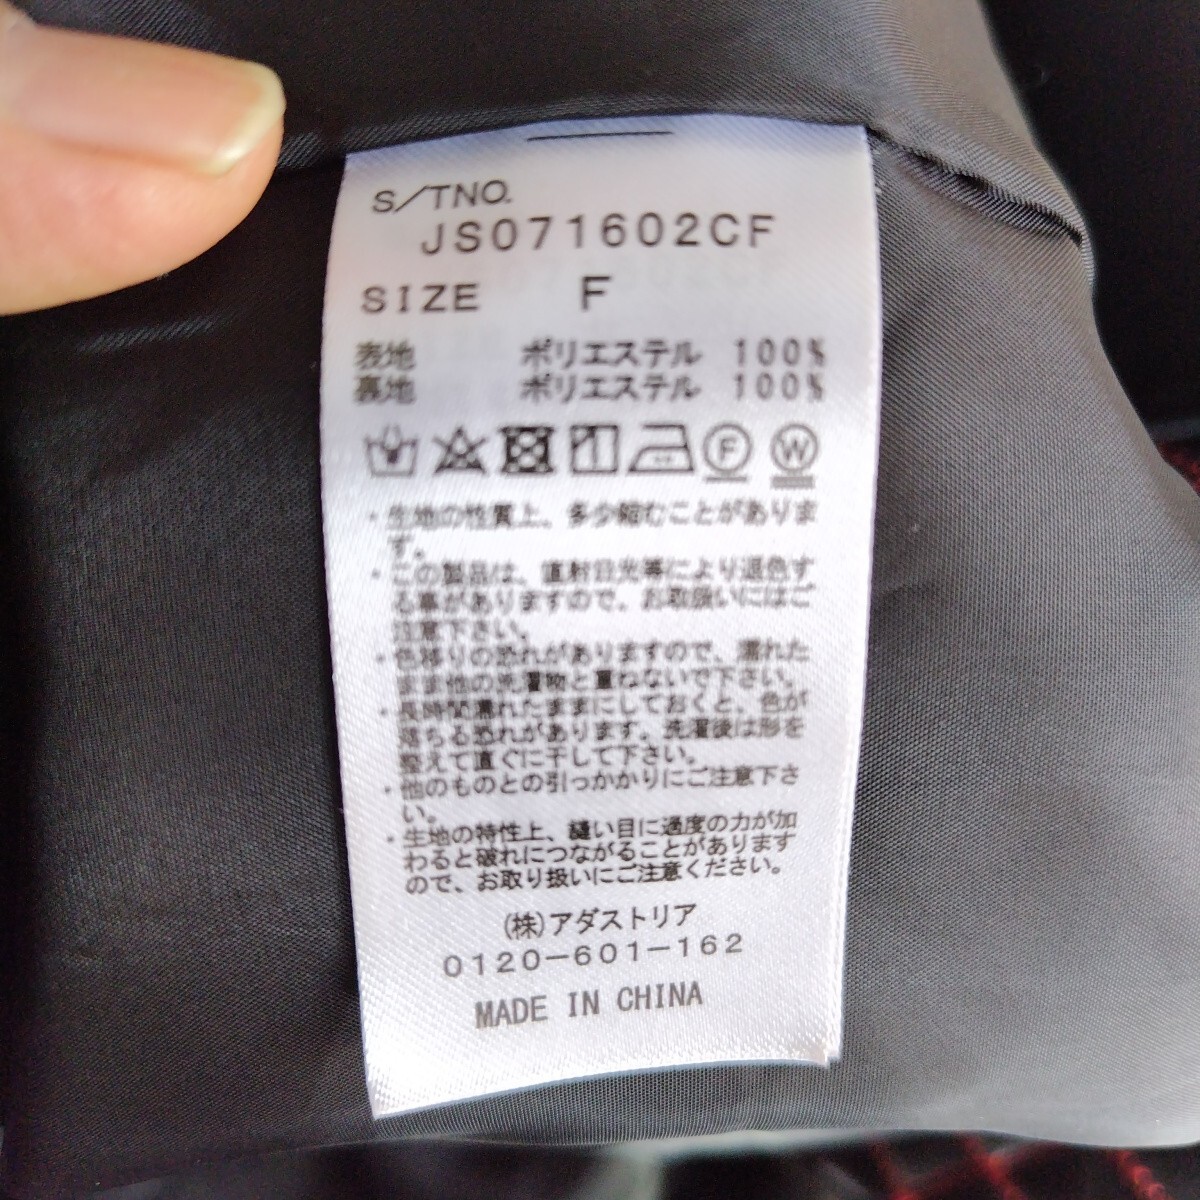 S/TNO.
JS071602CF
SIZE F
表地 ポリエステル 100%
裏地 ポリエステル 100%
F W
・生地の性質上、多少縮むことがありま
す。
・この製品は、直射日光等により退色す
る事がありますので、お取扱いにはご
注意下さい。
・色移りの恐れがありますので、濡れた
まま他の洗濯物と重ねないで下さい。
・長時間濡れたままにしておくと、色が
落ちる恐れがあります。洗濯後は形を
整えて直ぐに干して下さい。
・他のものとの引っかかりにご注意下さ
い。
・生地の特性上、縫い目に過度の力が加
わると破れにつながることがあります
ので、お取り扱いにご注意ください。
(株)アダストリア
0120-601-162
MADE IN CHINA